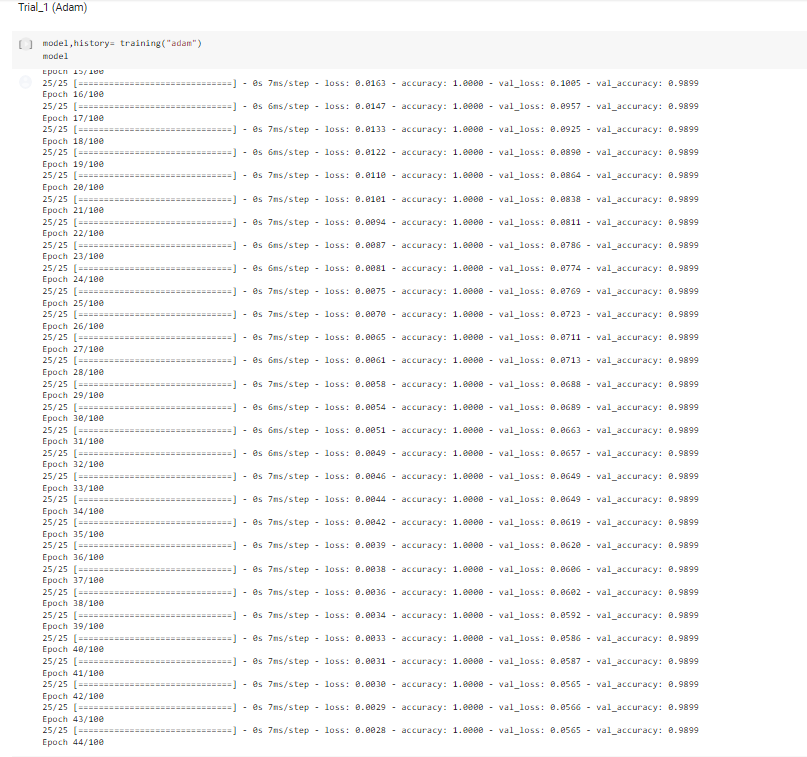 Trial_1 (Adam)
[ ] model,history= training("adam")
model
Epoch 15/100
25/25 [==============================] - 0s 7ms/step - loss: 0.0163 - accuracy: 1.0000 - val_loss: 0.1005 - val_accuracy: 0.9899
Epoch 16/100
25/25 [==============================] - 0s 6ms/step - loss: 0.0147 - accuracy: 1.0000 - val_loss: 0.0957 - val_accuracy: 0.9899
Epoch 17/100
25/25 [==============================] - 0s 7ms/step - loss: 0.0133 - accuracy: 1.0000 - val_loss: 0.0925 - val_accuracy: 0.9899
Epoch 18/100
25/25 [==============================] - 0s 6ms/step - loss: 0.0122 - accuracy: 1.0000 - val_loss: 0.0890 - val_accuracy: 0.9899
Epoch 19/100
25/25 [==============================] - 0s 7ms/step - loss: 0.0110 - accuracy: 1.0000 - val_loss: 0.0864 - val_accuracy: 0.9899
Epoch 20/100
25/25 [==============================] - 0s 7ms/step - loss: 0.0101 - accuracy: 1.0000 - val_loss: 0.0838 - val_accuracy: 0.9899
Epoch 21/100
25/25 [==============================] - 0s 7ms/step - loss: 0.0094 - accuracy: 1.0000 - val_loss: 0.0811 - val_accuracy: 0.9899
Epoch 22/100
25/25 [==============================] - 0s 6ms/step - loss: 0.0087 - accuracy: 1.0000 - val_loss: 0.0786 - val_accuracy: 0.9899
Epoch 23/100
25/25 [==============================] - 0s 6ms/step - loss: 0.0081 - accuracy: 1.0000 - val_loss: 0.0774 - val_accuracy: 0.9899
Epoch 24/100
25/25 [==============================] - 0s 7ms/step - loss: 0.0075 - accuracy: 1.0000 - val_loss: 0.0769 - val_accuracy: 0.9899
Epoch 25/100
25/25 [==============================] - 0s 7ms/step - loss: 0.0070 - accuracy: 1.0000 - val_loss: 0.0723 - val_accuracy: 0.9899
Epoch 26/100
25/25 [==============================] - 0s 7ms/step - loss: 0.0065 - accuracy: 1.0000 - val_loss: 0.0711 - val_accuracy: 0.9899
Epoch 27/100
25/25 [==============================] - 0s 6ms/step - loss: 0.0061 - accuracy: 1.0000 - val_loss: 0.0713 - val_accuracy: 0.9899
Epoch 28/100
25/25 [==============================] - 0s 7ms/step - loss: 0.0058 - accuracy: 1.0000 - val_loss: 0.0688 - val_accuracy: 0.9899
Epoch 29/100
25/25 [==============================] - 0s 6ms/step - loss: 0.0054 - accuracy: 1.0000 - val_loss: 0.0689 - val_accuracy: 0.9899
Epoch 30/100
25/25 [==============================] - 0s 6ms/step - loss: 0.0051 - accuracy: 1.0000 - val_loss: 0.0663 - val_accuracy: 0.9899
Epoch 31/100
25/25 [==============================] - 0s 6ms/step - loss: 0.0049 - accuracy: 1.0000 - val_loss: 0.0657 - val_accuracy: 0.9899
Epoch 32/100
25/25 [==============================] - 0s 7ms/step - loss: 0.0046 - accuracy: 1.0000 - val_loss: 0.0649 - val_accuracy: 0.9899
Epoch 33/100
25/25 [==============================] - 0s 7ms/step - loss: 0.0044 - accuracy: 1.0000 - val_loss: 0.0649 - val_accuracy: 0.9899
Epoch 34/100
25/25 [==============================] - 0s 7ms/step - loss: 0.0042 - accuracy: 1.0000 - val_loss: 0.0619 - val_accuracy: 0.9899
Epoch 35/100
25/25 [==============================] - 0s 7ms/step - loss: 0.0039 - accuracy: 1.0000 - val_loss: 0.0620 - val_accuracy: 0.9899
Epoch 36/100
25/25 [==============================] - 0s 7ms/step - loss: 0.0038 - accuracy: 1.0000 - val_loss: 0.0606 - val_accuracy: 0.9899
Epoch 37/100
25/25 [==============================] - 0s 7ms/step - loss: 0.0036 - accuracy: 1.0000 - val_loss: 0.0602 - val_accuracy: 0.9899
Epoch 38/100
25/25 [==============================] - 0s 7ms/step - loss: 0.0034 - accuracy: 1.0000 - val_loss: 0.0592 - val_accuracy: 0.9899
Epoch 39/100
25/25 [==============================] - 0s 7ms/step - loss: 0.0033 - accuracy: 1.0000 - val_loss: 0.0586 - val_accuracy: 0.9899
Epoch 40/100
25/25 [==============================] - 0s 7ms/step - loss: 0.0031 - accuracy: 1.0000 - val_loss: 0.0587 - val_accuracy: 0.9899
Epoch 41/100
25/25 [==============================] - 0s 7ms/step - loss: 0.0030 - accuracy: 1.0000 - val_loss: 0.0565 - val_accuracy: 0.9899
Epoch 42/100
25/25 [==============================] - 0s 7ms/step - loss: 0.0029 - accuracy: 1.0000 - val_loss: 0.0566 - val_accuracy: 0.9899
Epoch 43/100
25/25 [==============================] - 0s 7ms/step - loss: 0.0028 - accuracy: 1.0000 - val_loss: 0.0565 - val_accuracy: 0.9899
Epoch 44/100